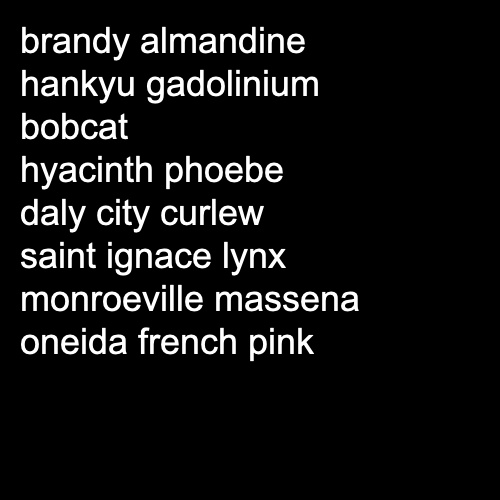 brandy almandine
hankyu gadolinium
bobcat
hyacinth phoebe
daly city curlew
saint ignace lynx
monroeville massena
oneida french pink